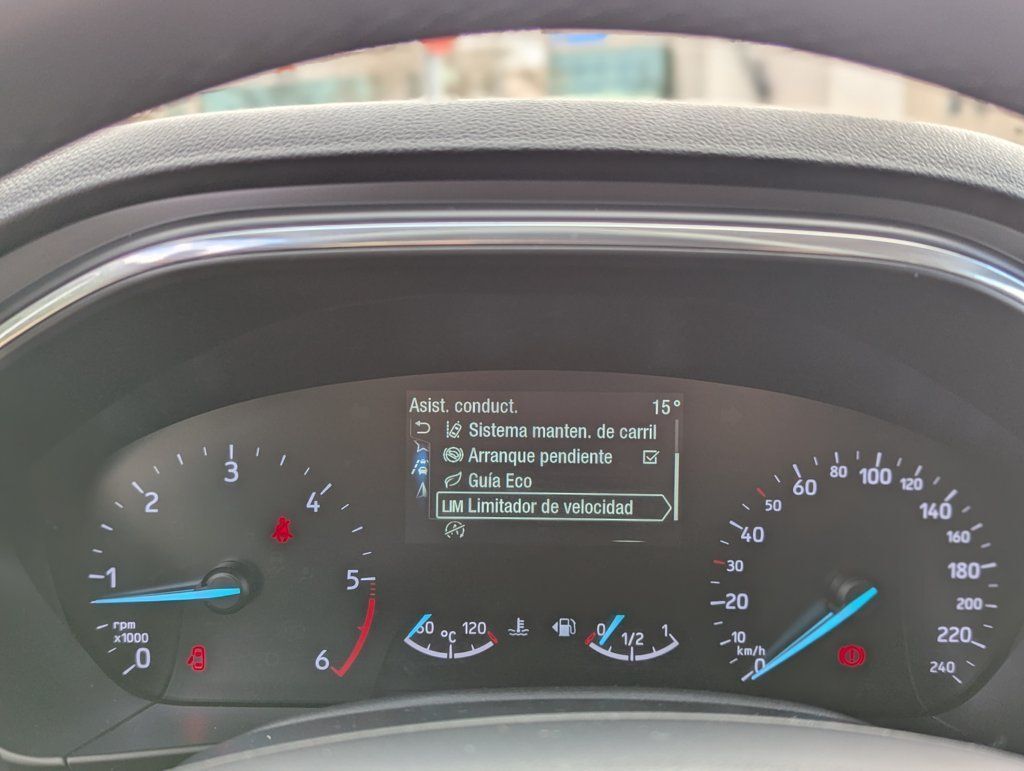 Asist. conduct. 15°
Sistema manten. de carril
Arranque pendiente
Guía Eco
LIM Limitador de velocidad
0
1
2
3
4
5
6
rpm
x1000
60 °C 120
0 1/2 1
0
10
20
30
40
50
60
80
100
120
140
160
180
200
220
240
km/h